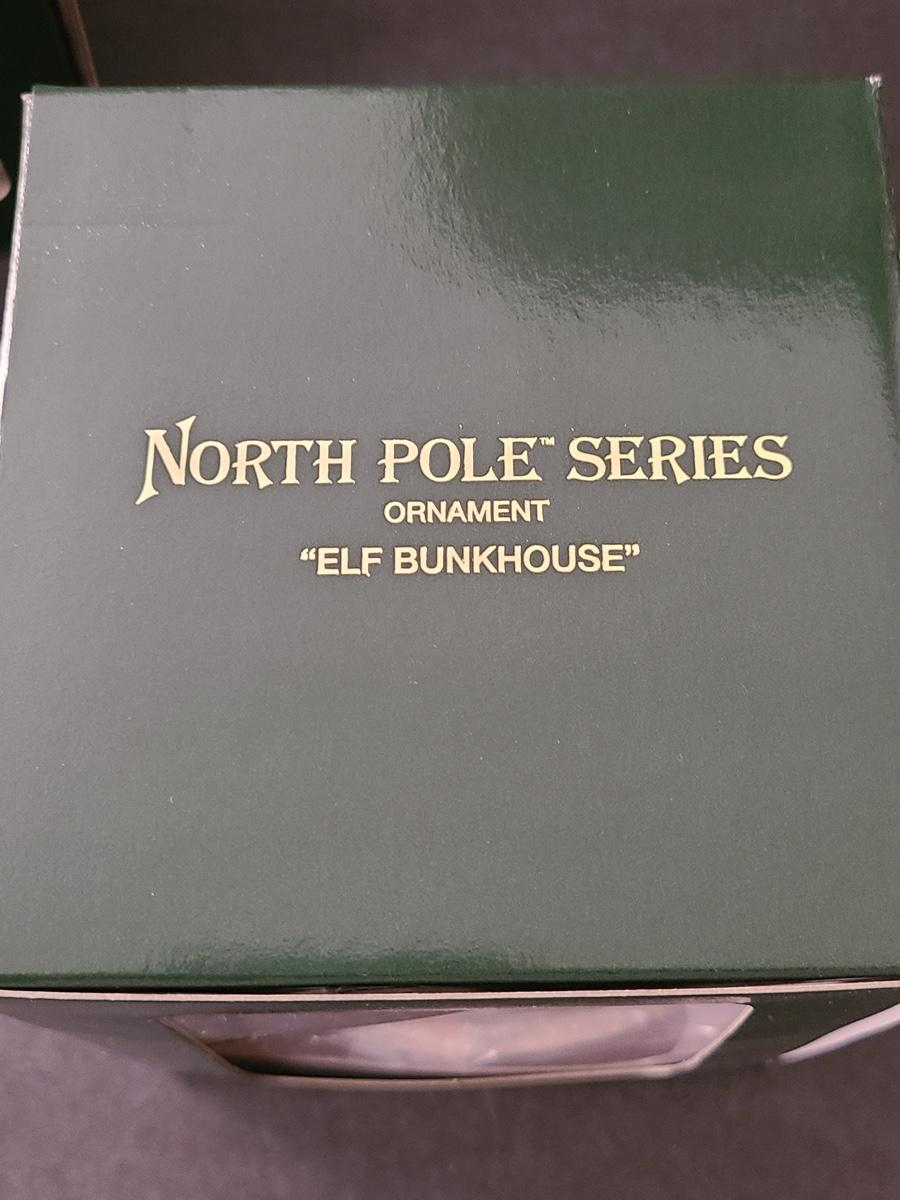 NORTH POLE™ SERIES
ORNAMENT
“ELF BUNKHOUSE”